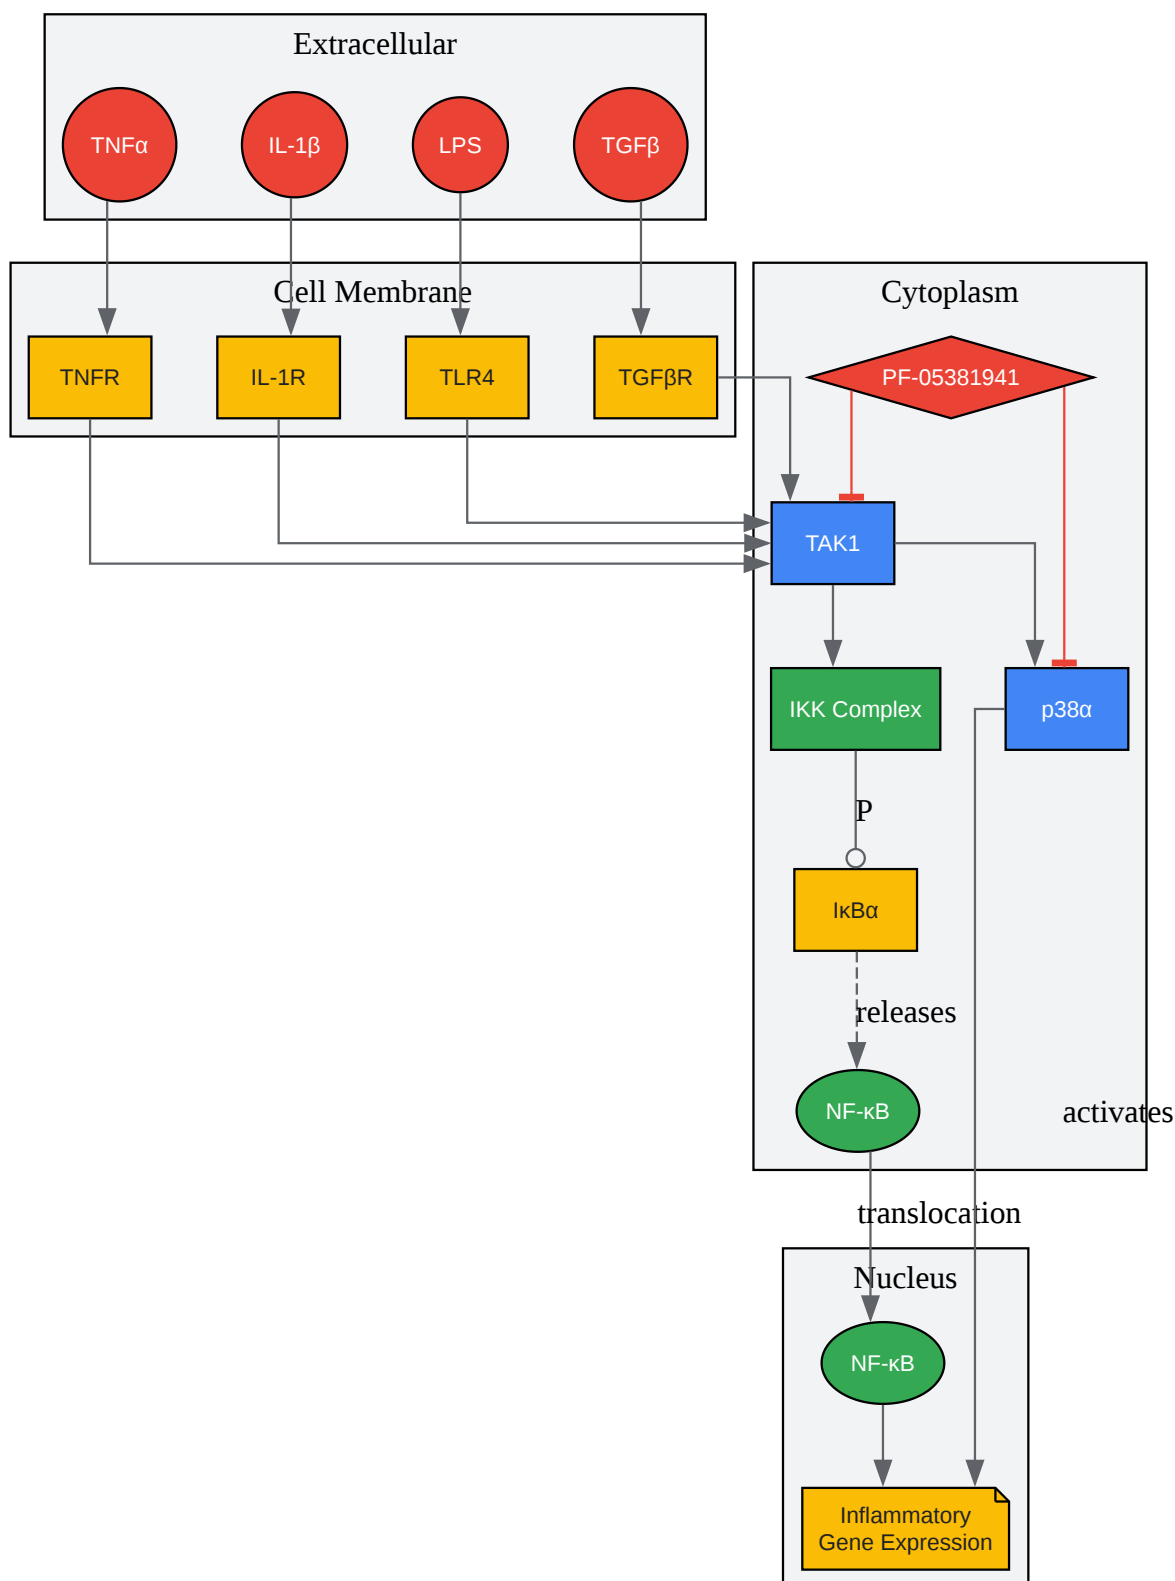 Extracellular
TNFα
IL-1β
LPS
TGFβ
Cell Membrane
Cytoplasm
TNFR
IL-1R
TLR4
TGFβR
PF-05381941
TAK1
IKK Complex
p38α
P
IκBα
releases
NF-κB
activates
translocation
Nucleus
NF-κB
Inflammatory
Gene Expression